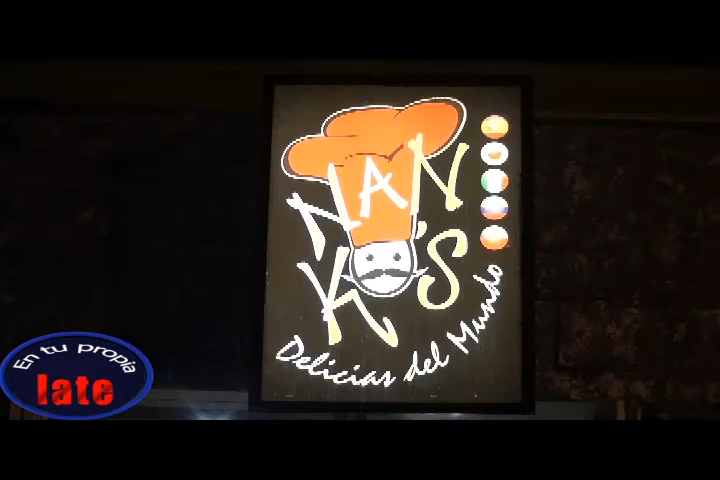 NAN
K'S
Delicias del Mundo
En tu propia
late